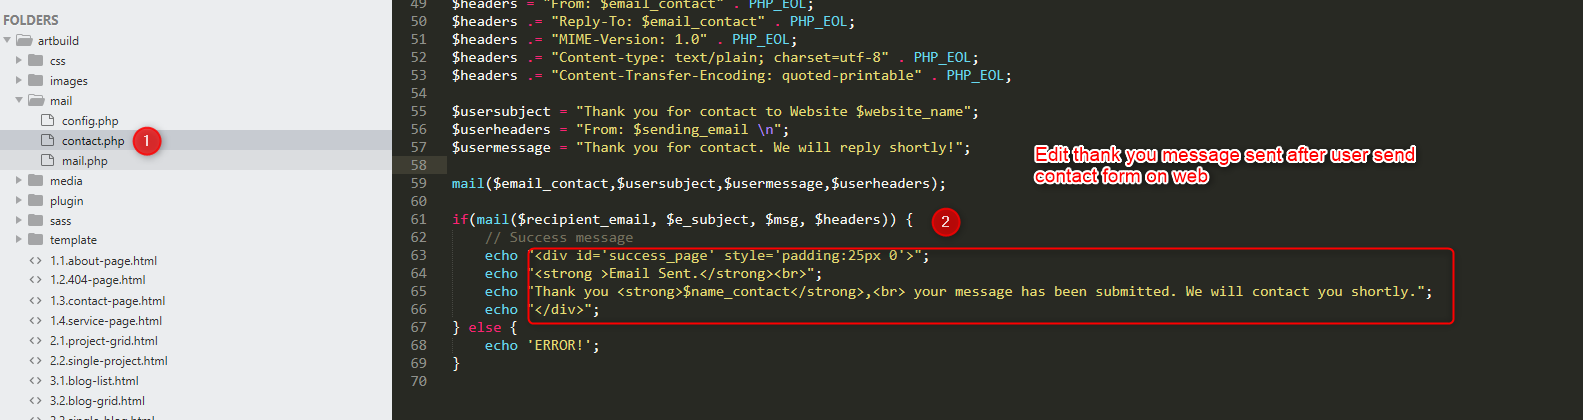 FOLDERS
artbuild
css
images
mail
config.php
contact.php
1
mail.php
media
plugin
sass
template
1.1.about-page.html
1.2.404-page.html
1.3.contact-page.html
1.4.service-page.html
2.1.project-grid.html
2.2.single-project.html
3.1.blog-list.html
3.2.blog-grid.html
3.3.single-blog.html
49 $headers = "From: $email_contact" . PHP_EOL;
50 $headers .= "Reply-To: $email_contact" . PHP_EOL;
51 $headers .= "MIME-Version: 1.0" . PHP_EOL;
52 $headers .= "Content-type: text/plain; charset=utf-8" . PHP_EOL;
53 $headers .= "Content-Transfer-Encoding: quoted-printable" . PHP_EOL;
54
55 $usersubject = "Thank you for contact to Website $website_name";
56 $userheaders = "From: $sending_email \n";
57 $usermessage = "Thank you for contact. We will reply shortly!";
58
59 mail($email_contact,$usersubject,$usermessage,$userheaders);
60
61 if(mail($recipient_email, $e_subject, $msg, $headers)) {
62 // Success message
63 echo "<div id='success_page' style='padding:25px 0'>";
64 echo "<strong >Email Sent.</strong><br>";
65 echo "Thank you <strong>$name_contact</strong>,<br> your message has been submitted. We will contact you shortly.";
66 echo "</div>";
67 } else {
68 echo 'ERROR!';
69 }
70
Edit thank you message sent after user send
contact form on web
2